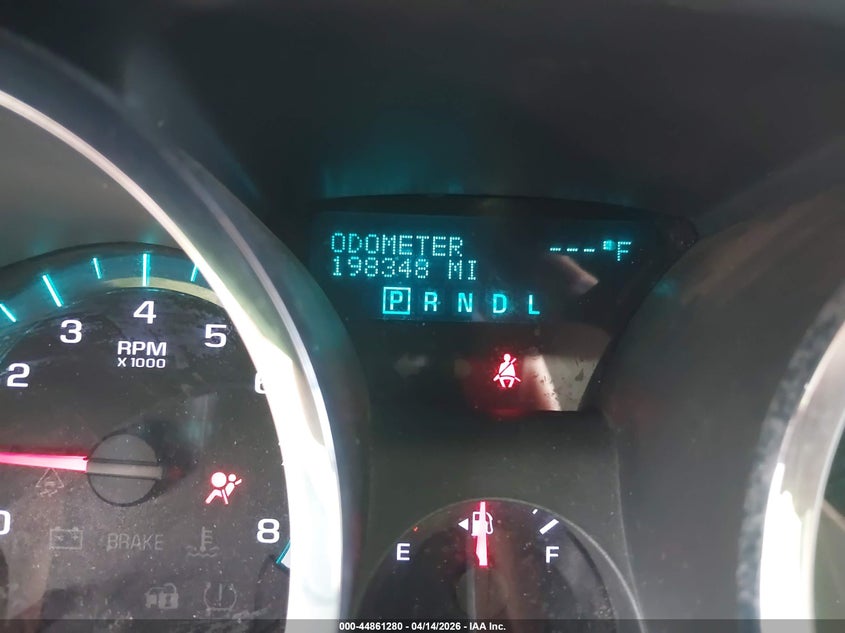 ODOMETER
198348 MI
---°F
P R N D L
2
3
4
5
6
8
0
RPM
X 1000
BRAKE
E
F
000-44861280 - 04/14/2026 - IAA Inc.